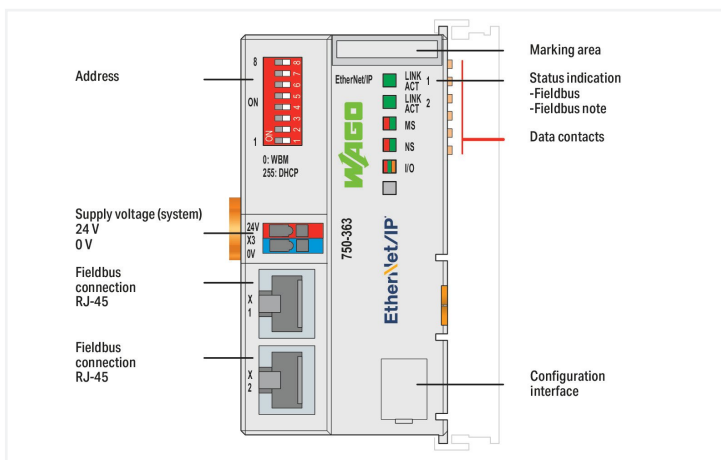 Marking area
Address
8
8
7
6
5
4
3
2
1
ON
ON
1
0: WBM
255: DHCP
EtherNet/IP
LINK
ACT 1
LINK
ACT 2
MS
NS
I/O
WAGO
Status indication
-Fieldbus
-Fieldbus note
Data contacts
Supply voltage (system)
24 V
0 V
24V
X3
0V
750-363
EtherNet/IP
Fieldbus
connection
RJ-45
X
1
Fieldbus
connection
RJ-45
X
2
Configuration
interface